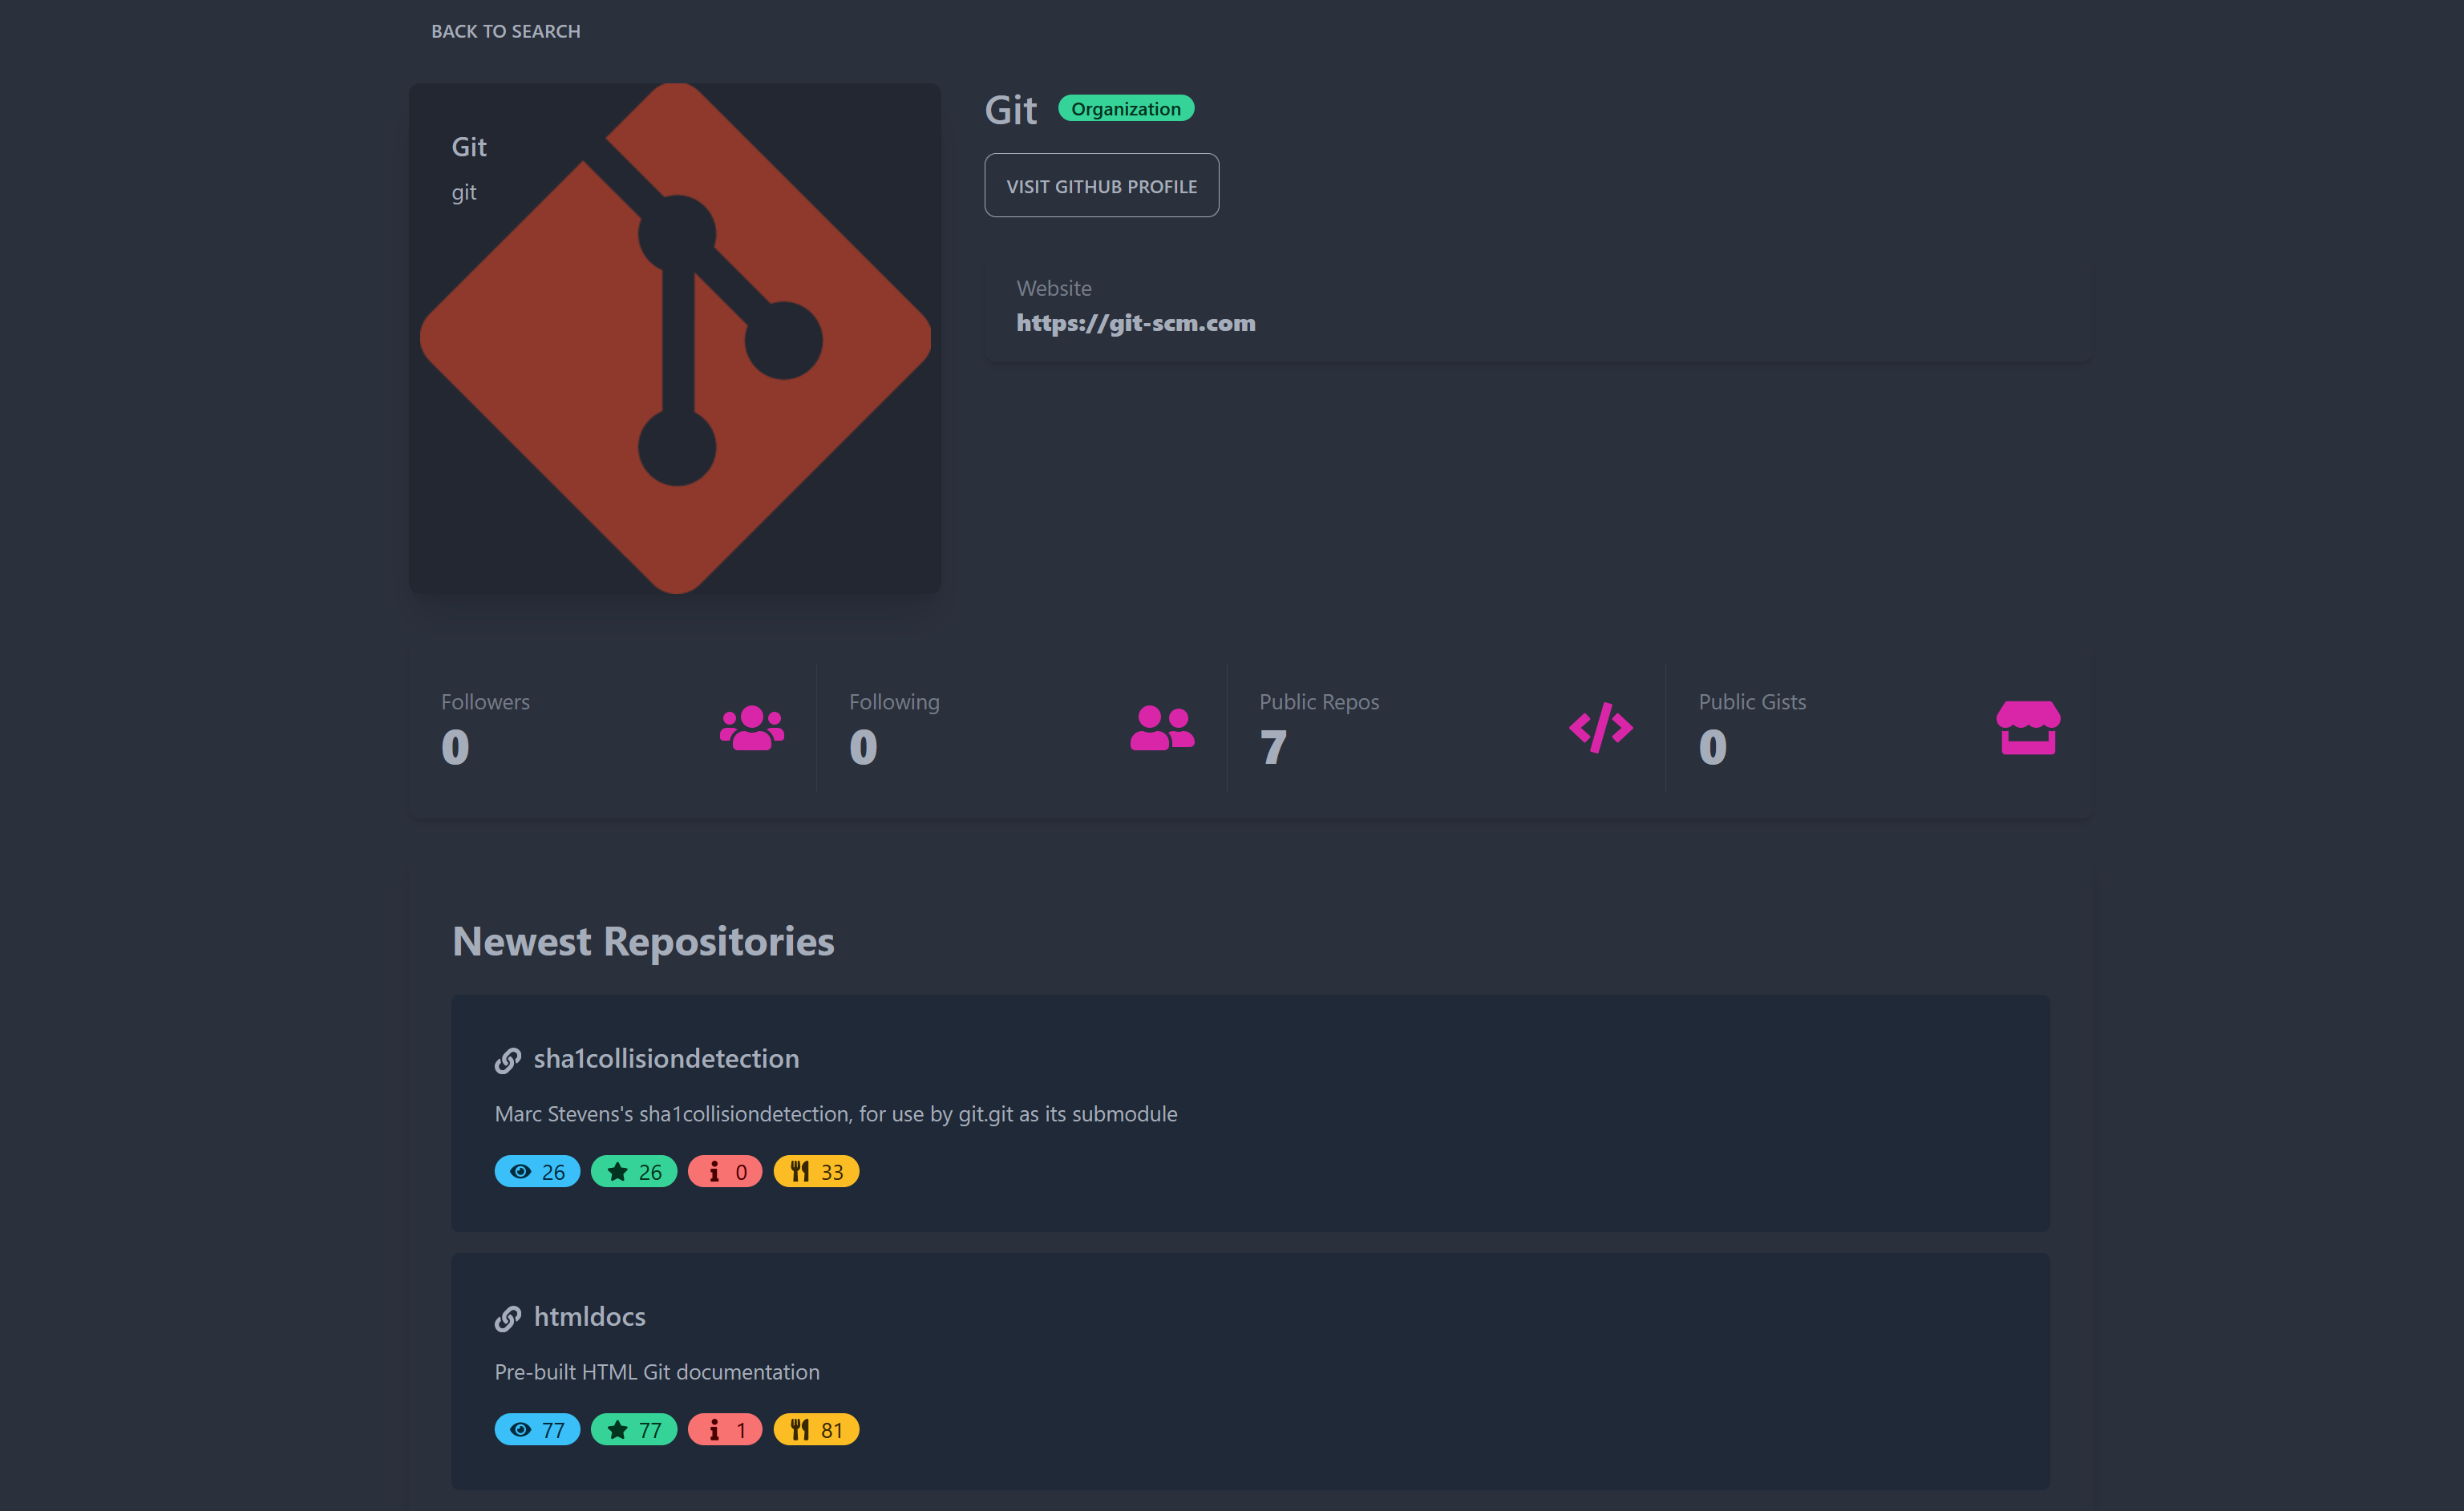 BACK TO SEARCH
Git
git
Git Organization
VISIT GITHUB PROFILE
Website
https://git-scm.com
Followers
0
Following
0
Public Repos
7
Public Gists
0
Newest Repositories
sha1collisiondetection
Marc Stevens's sha1collisiondetection, for use by git.git as its submodule
26 26 0 33
htmldocs
Pre-built HTML Git documentation
77 77 1 81